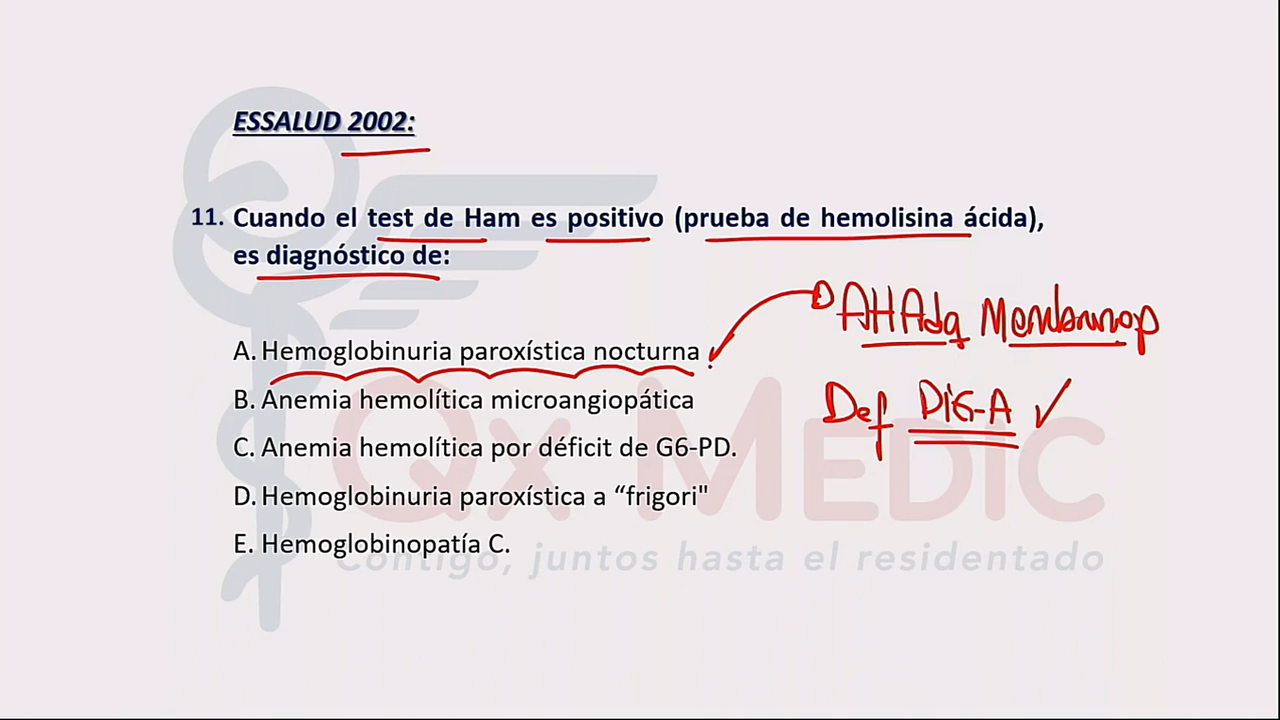 ESSALUD 2002:
11. Cuando el test de Ham es positivo (prueba de hemolisina ácida),
es diagnóstico de:
AHAdq Membranop
A. Hemoglobinuria paroxística nocturna
B. Anemia hemolítica microangiopática
Def PIG-A ✓
C. Anemia hemolítica por déficit de G6-PD.
D. Hemoglobinuria paroxística a “frigori"
E. Hemoglobinopatía C.
Qx MEDIC
Contigo, juntos hasta el residentado